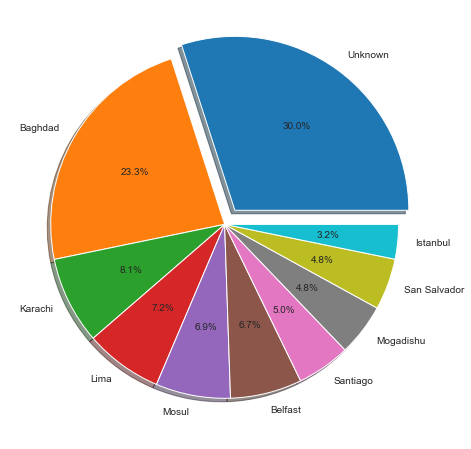 Unknown
30.0%
Baghdad
23.3%
Karachi
8.1%
Lima
7.2%
Mosul
6.9%
Belfast
6.7%
Santiago
5.0%
Mogadishu
4.8%
San Salvador
4.8%
Istanbul
3.2%